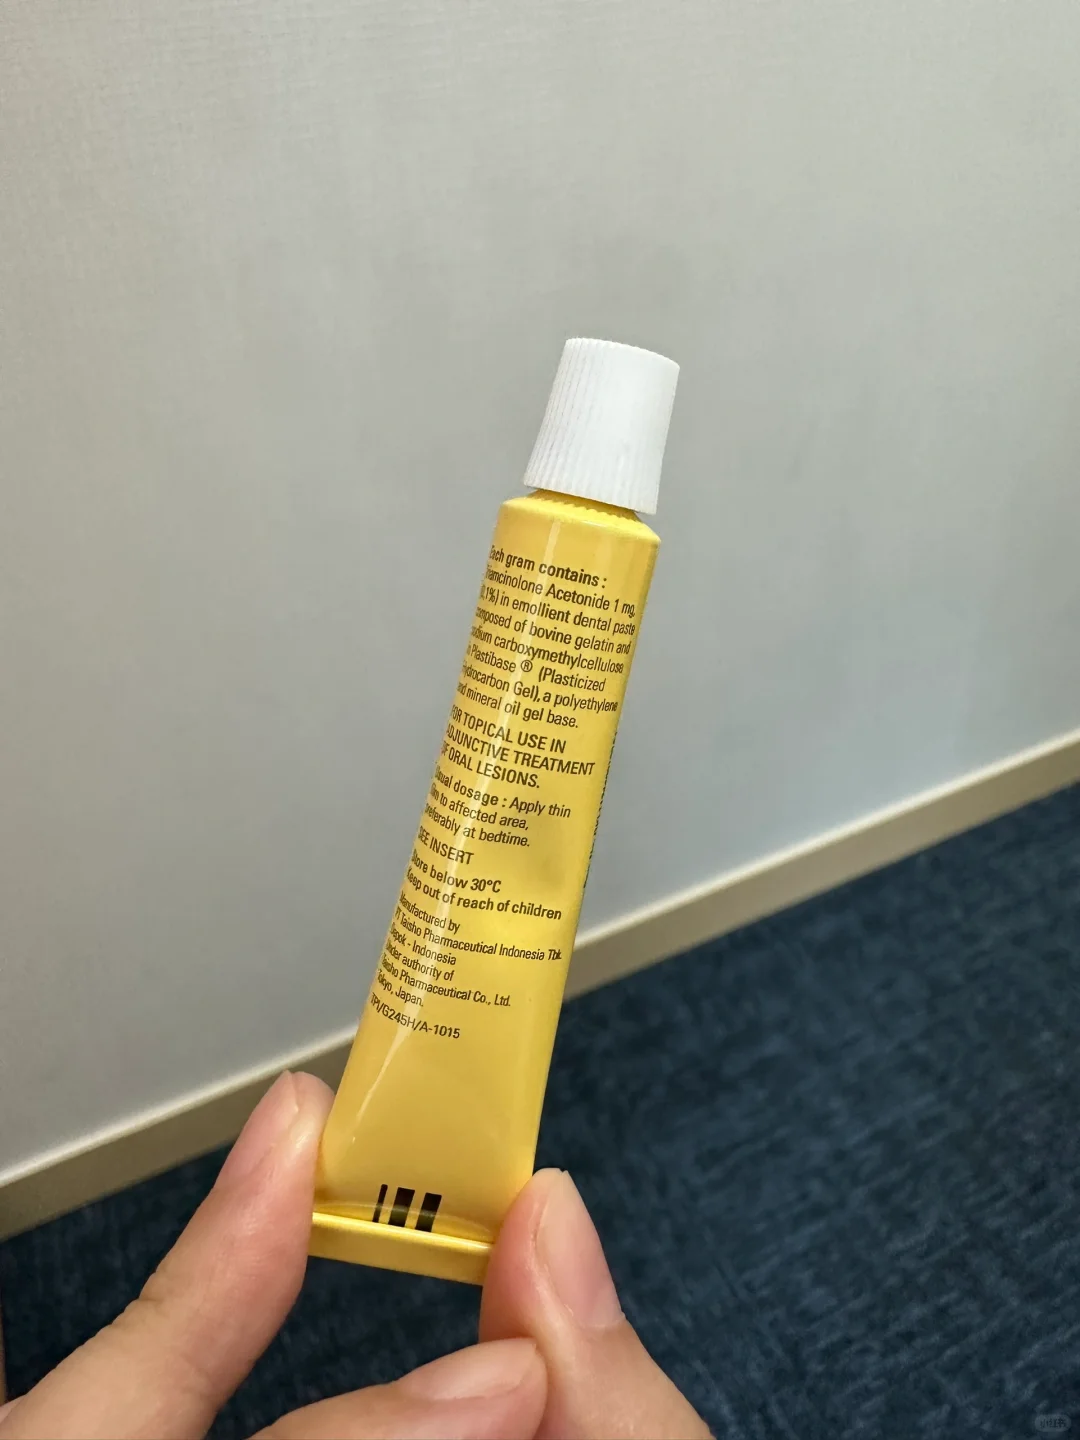 Each gram contains :
Triamcinolone Acetonide 1 mg,
(0,1%) in emollient dental paste
composed of bovine gelatin and
sodium carboxymethylcellulose
in Plastibase ® (Plasticized
Hydrocarbon Gel), a polyethylene
and mineral oil gel base.
FOR TOPICAL USE IN
ADJUNCTIVE TREATMENT
OF ORAL LESIONS.
Usual dosage : Apply thin
film to affected area,
preferably at bedtime.
SEE INSERT
Store below 30°C
Keep out of reach of children
Manufactured by
PT Taisho Pharmaceutical Indonesia Tbk.
Depok - Indonesia
Under authority of
Taisho Pharmaceutical Co., Ltd.
Tokyo, Japan.
TPI/G245H/A-1015
小红书